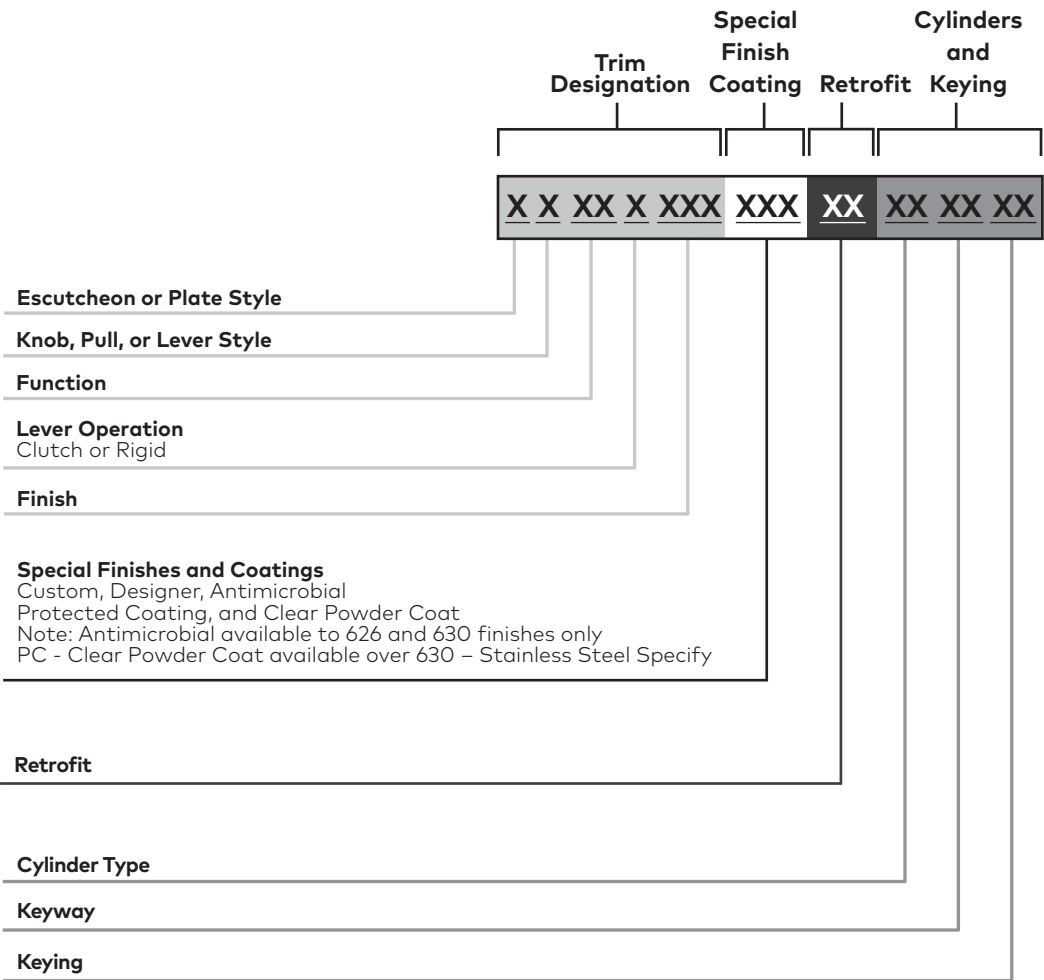 Trim
Designation
Special
Finish
Coating
Retrofit
Cylinders
and
Keying
X X XX X XXX XXX XX XX XX XX
Escutcheon or Plate Style
Knob, Pull, or Lever Style
Function
Lever Operation
Clutch or Rigid
Finish
Special Finishes and Coatings
Custom, Designer, Antimicrobial
Protected Coating, and Clear Powder Coat
Note: Antimicrobial available to 626 and 630 finishes only
PC - Clear Powder Coat available over 630 – Stainless Steel Specify
Retrofit
Cylinder Type
Keyway
Keying